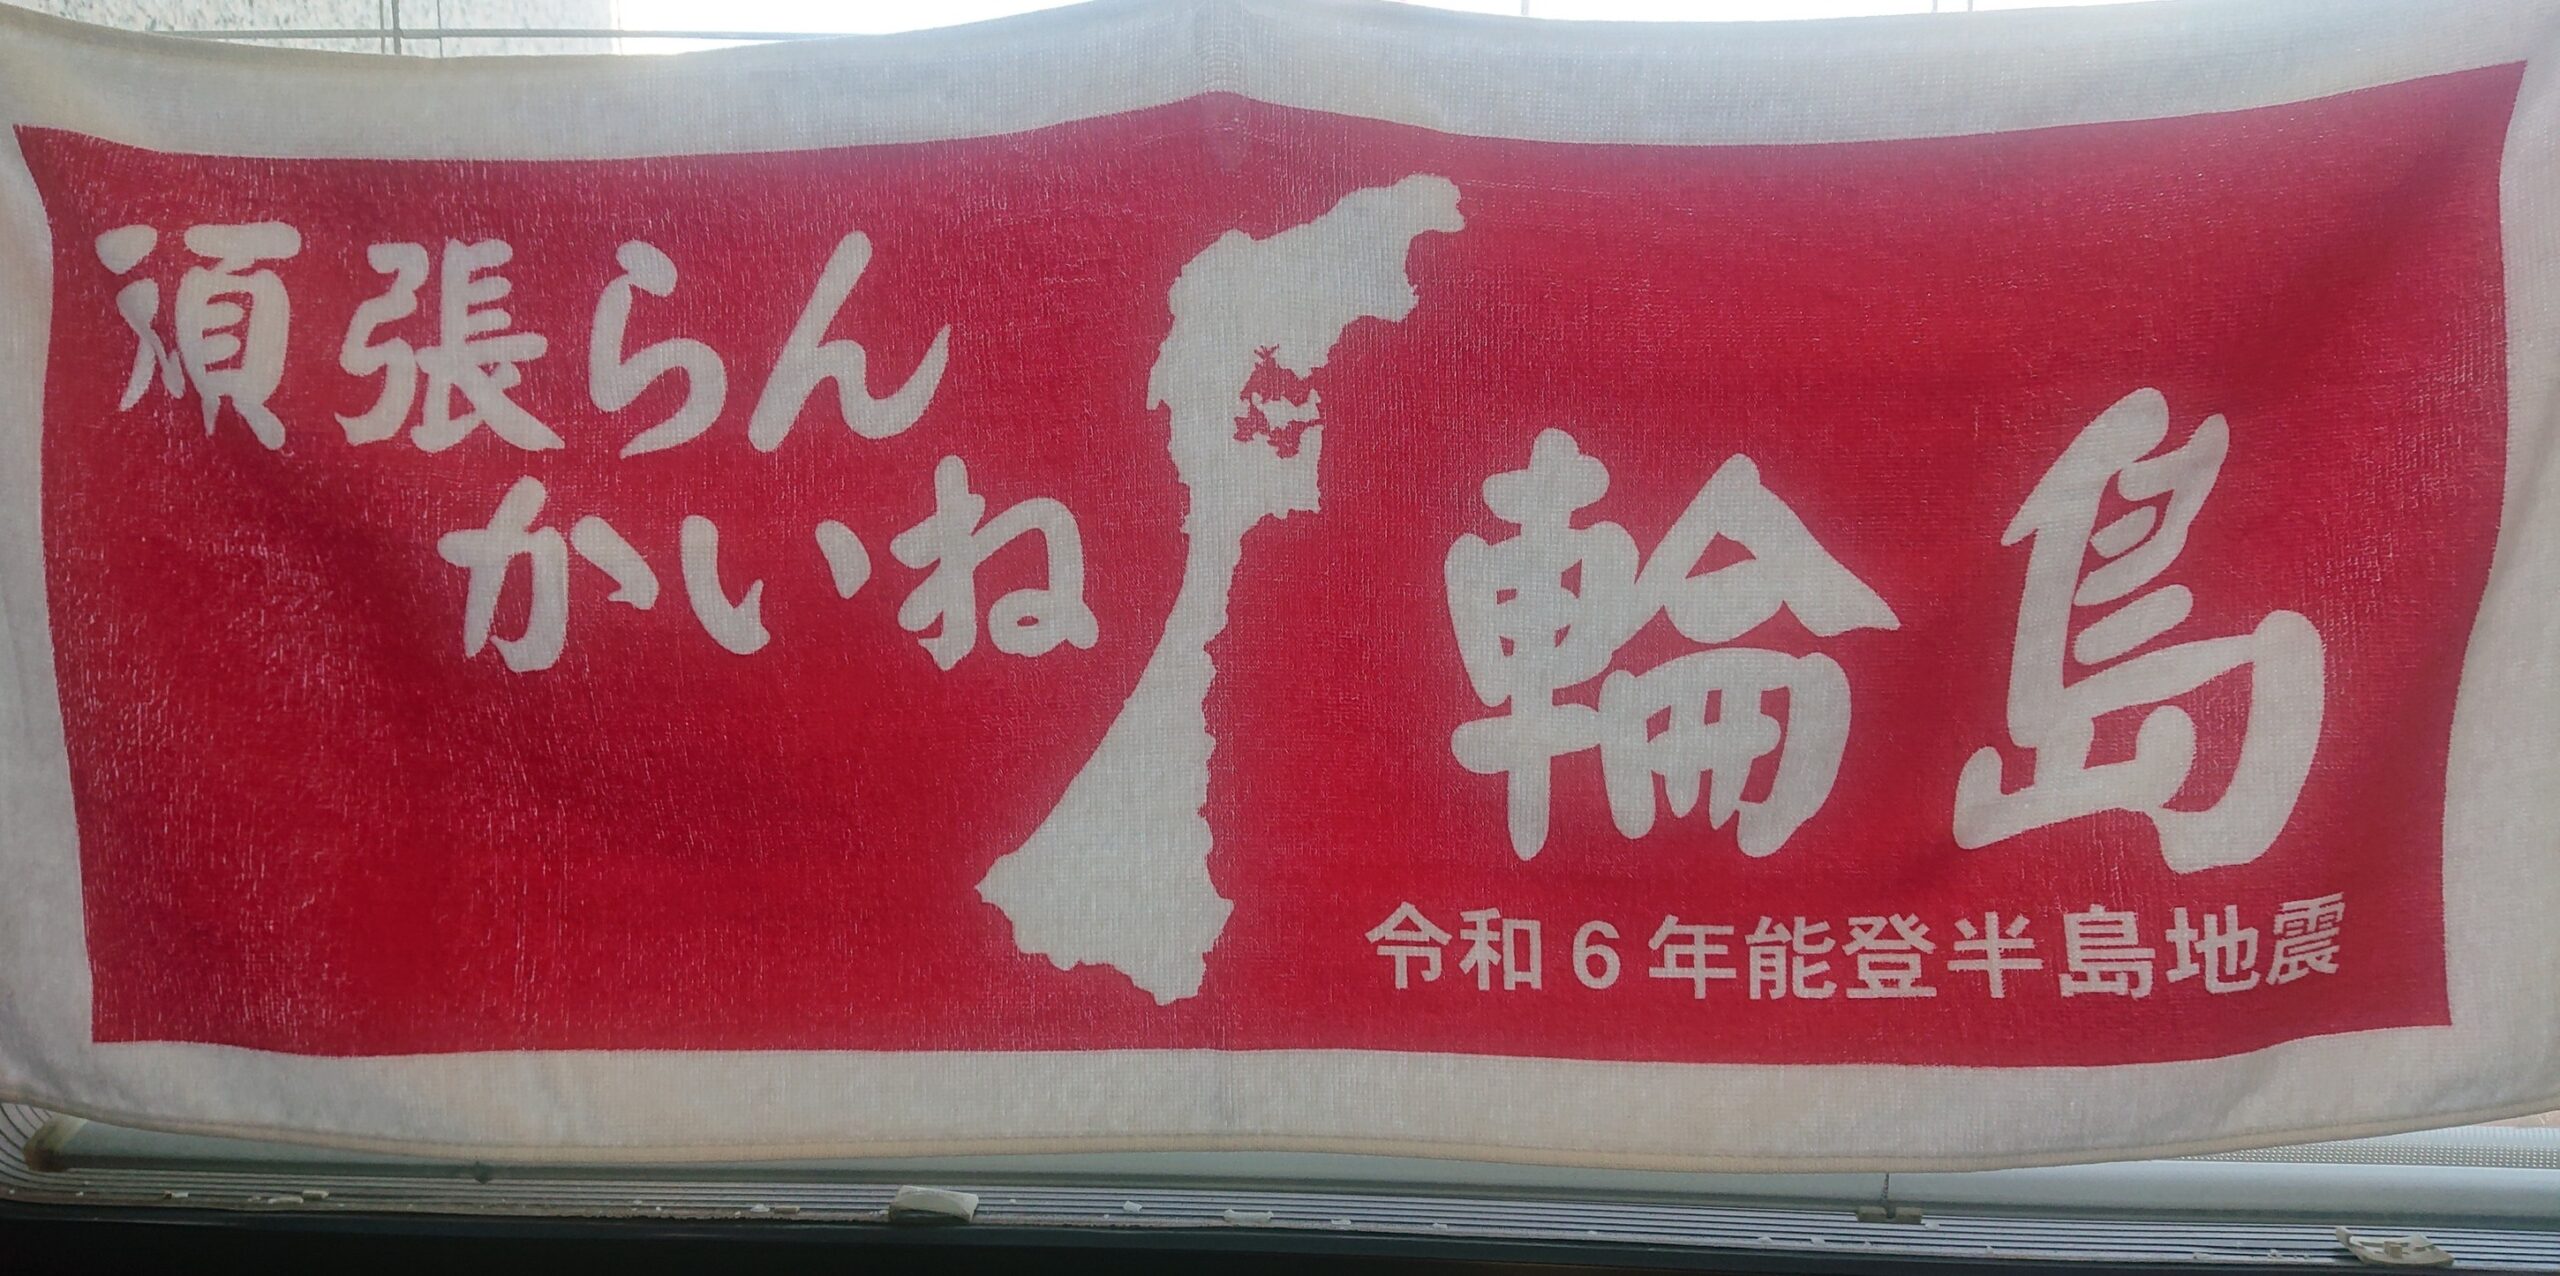 頑張らん
かいね
輪島
令和6年能登半島地震